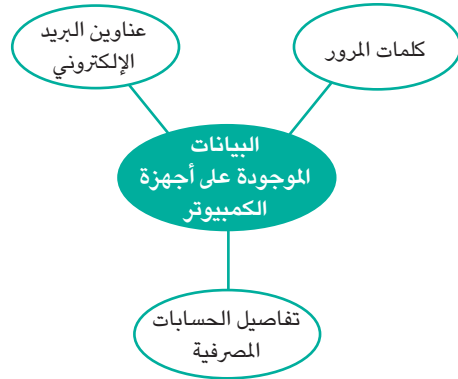 كلمات المرور
عناوين البريد
الإلكتروني
البيانات
الموجودة على أجهزة
الكمبيوتر
تفاصيل الحسابات
المصرفية